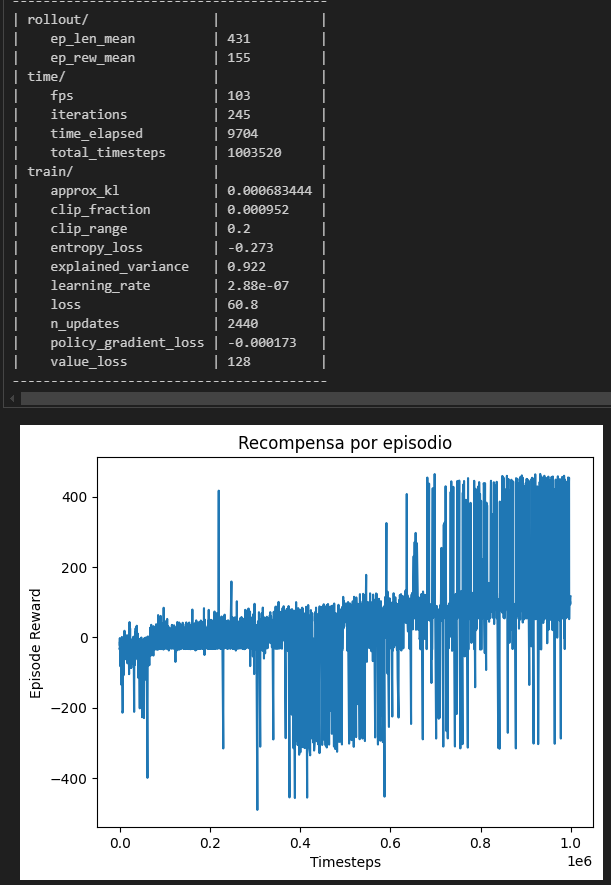 ----------------------------------------
| rollout/                |             |
|    ep_len_mean          | 431         |
|    ep_rew_mean          | 155         |
| time/                   |             |
|    fps                  | 103         |
|    iterations           | 245         |
|    time_elapsed         | 9704        |
|    total_timesteps      | 1003520     |
| train/                  |             |
|    approx_kl            | 0.000683444 |
|    clip_fraction        | 0.000952    |
|    clip_range           | 0.2         |
|    entropy_loss         | -0.273      |
|    explained_variance   | 0.922       |
|    learning_rate        | 2.88e-07    |
|    loss                 | 60.8        |
|    n_updates            | 2440        |
|    policy_gradient_loss | -0.000173   |
|    value_loss           | 128         |
----------------------------------------
Recompensa por episodio
Episode Reward
400
200
0
−200
−400
0.0 0.2 0.4 0.6 0.8 1.0
1e6
Timesteps